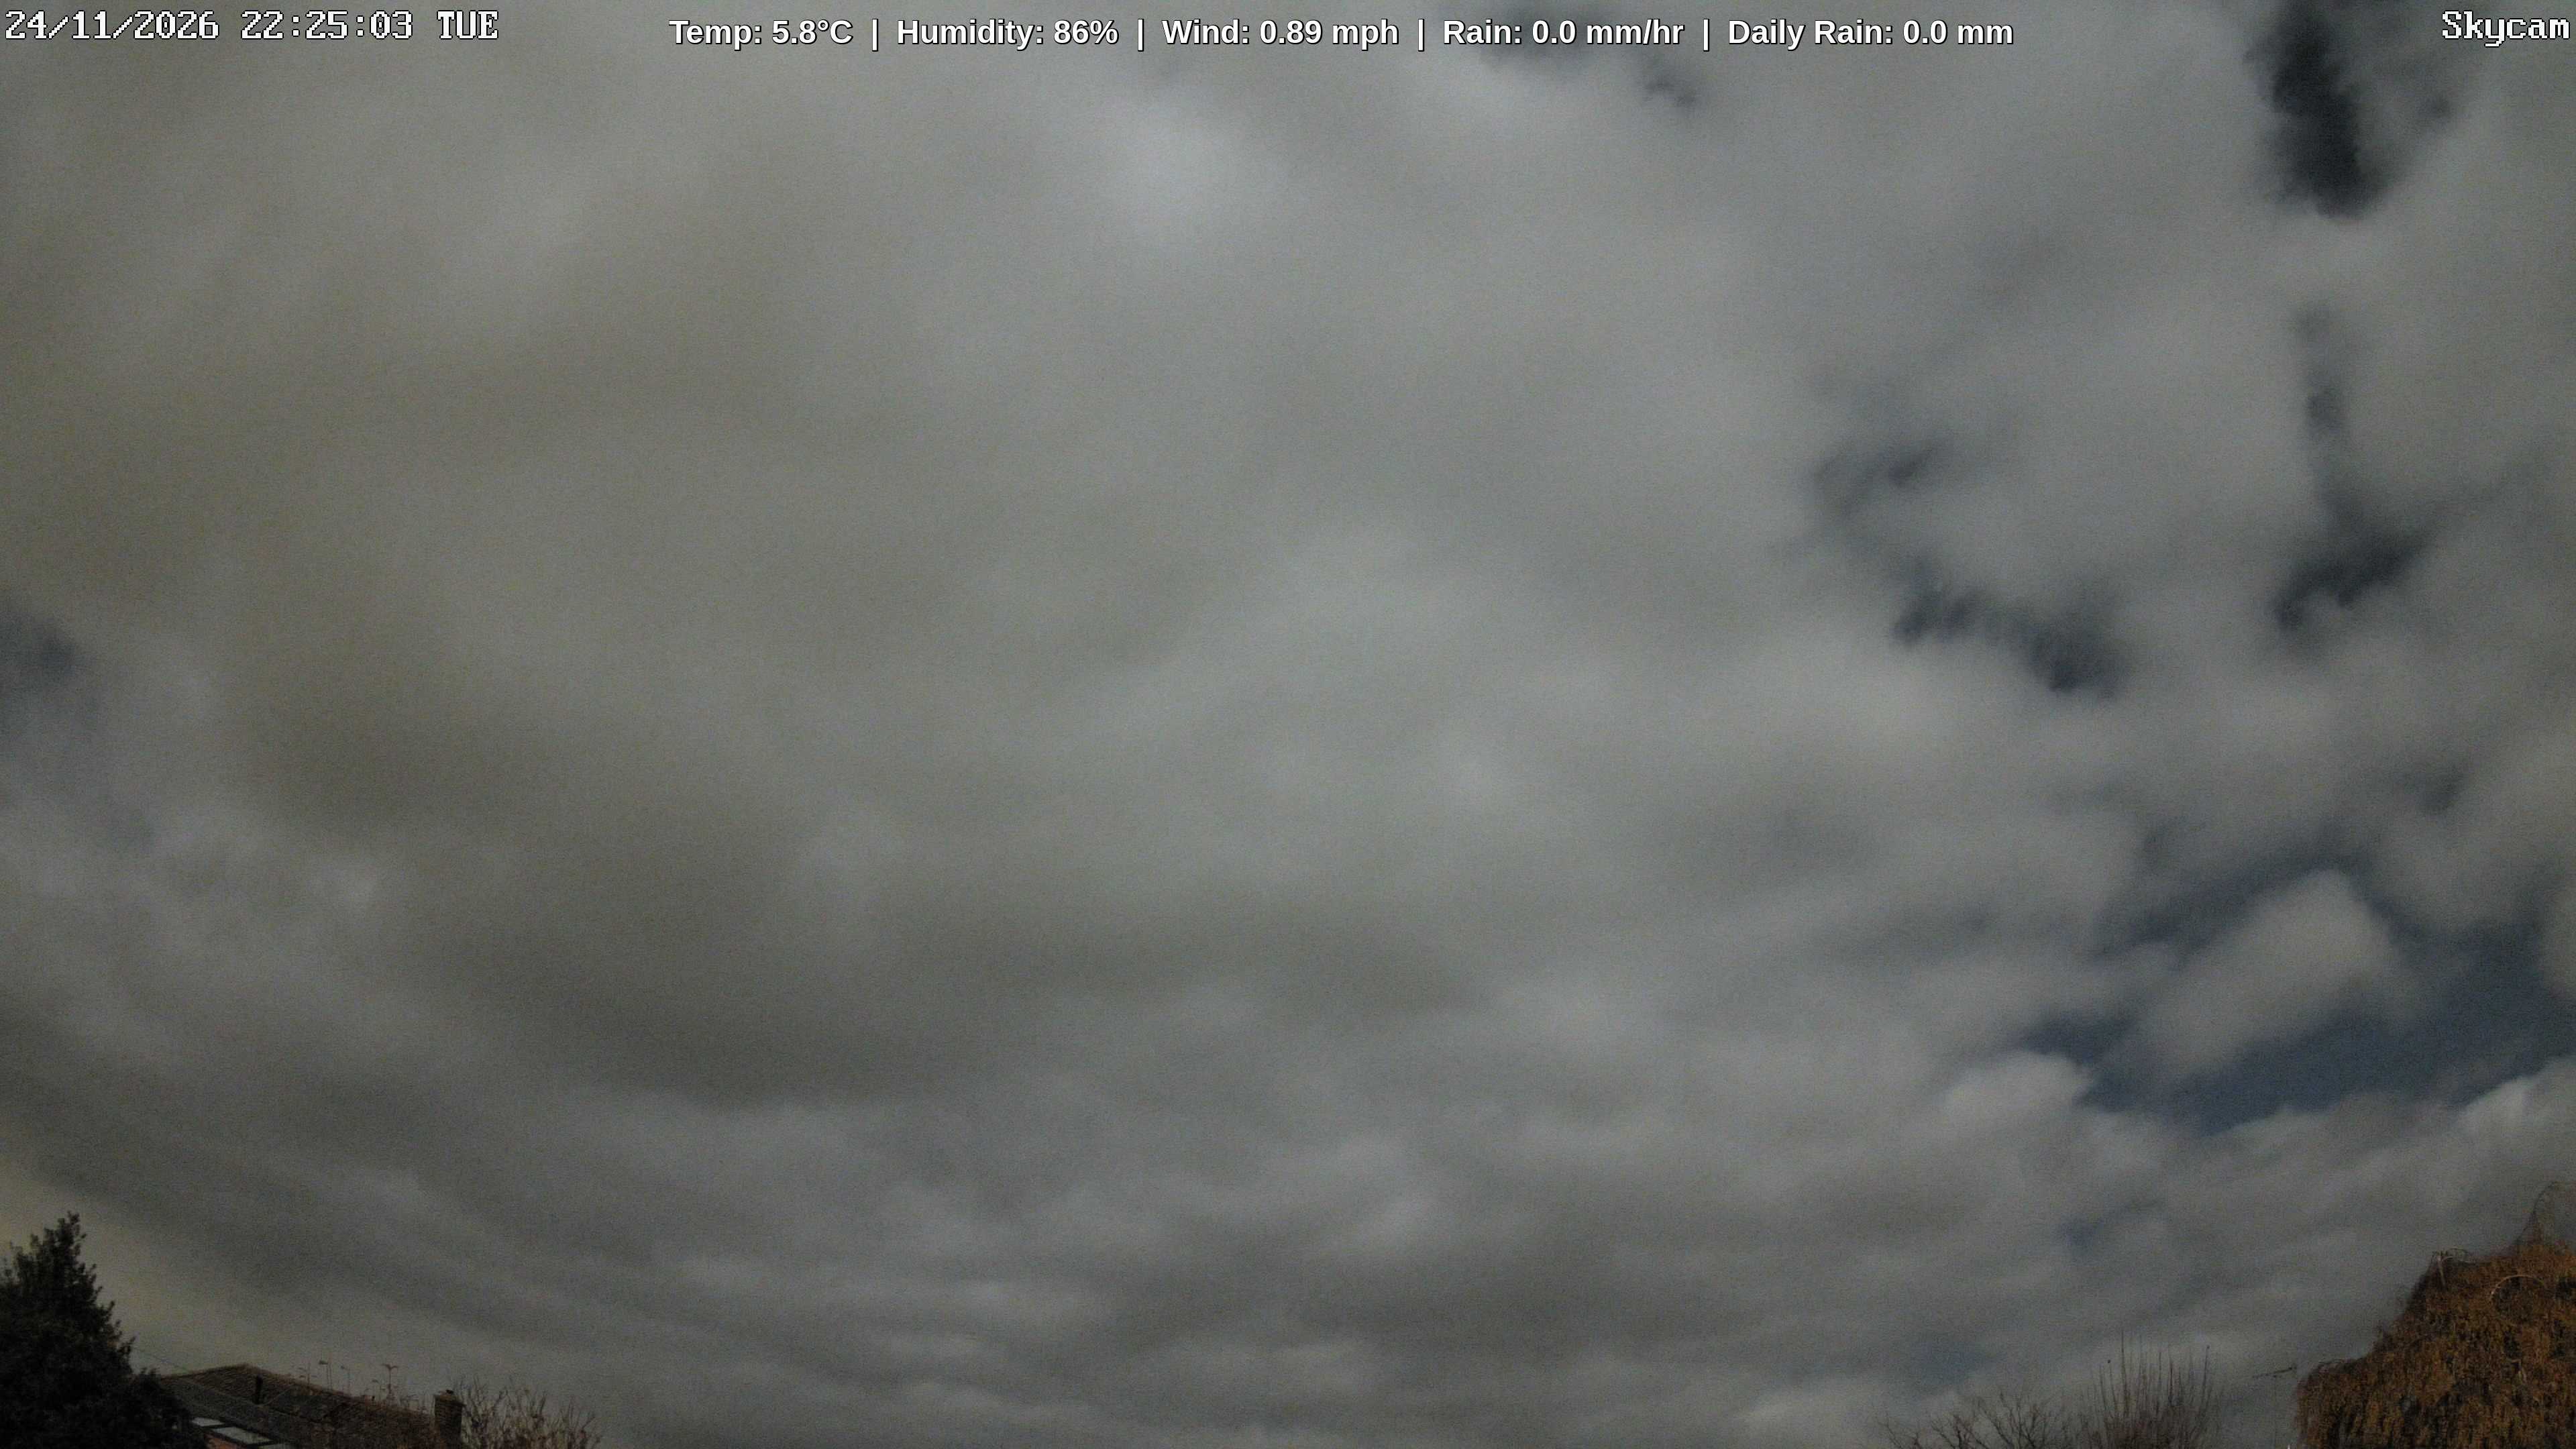 24/11/2026 22:25:03 TUE
Temp: 5.8°C | Humidity: 86% | Wind: 0.89 mph | Rain: 0.0 mm/hr | Daily Rain: 0.0 mm
Skycam